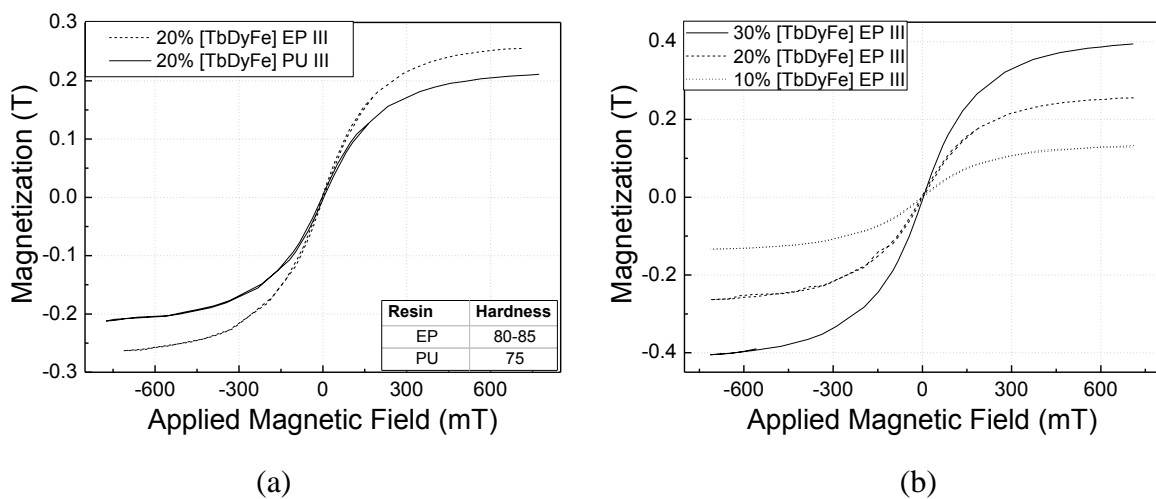 20% [TbDyFe] EP III
20% [TbDyFe] PU III
0.3
0.2
0.1
0.0
-0.1
-0.2
-0.3
Magnetization (T)
Resin Hardness
EP 80-85
PU 75
-600 -300 0 300 600
Applied Magnetic Field (mT)
(a)
30% [TbDyFe] EP III
20% [TbDyFe] EP III
10% [TbDyFe] EP III
0.4
0.2
0.0
-0.2
-0.4
Magnetization (T)
-600 -300 0 300 600
Applied Magnetic Field (mT)
(b)